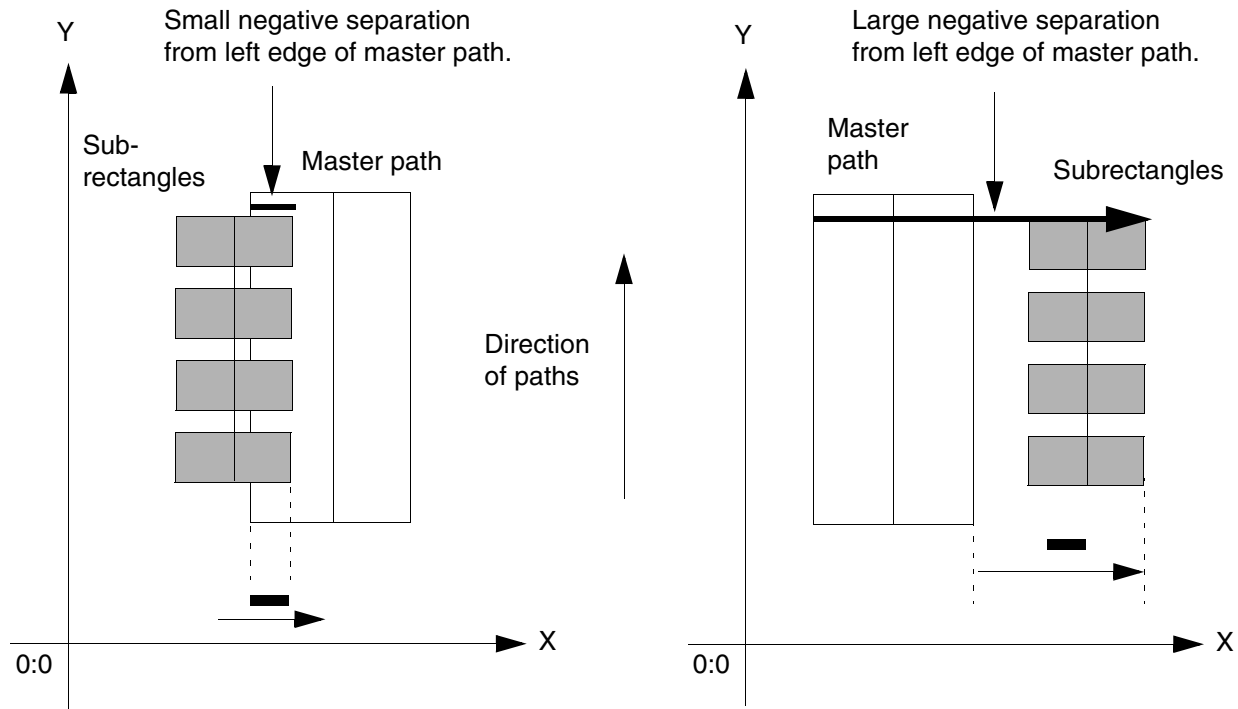 Small negative separation
from left edge of master path.
Y
Sub-
rectangles
Master path
Direction
of paths
X
0:0
Large negative separation
from left edge of master path.
Y
Master
path
Subrectangles
X
0:0